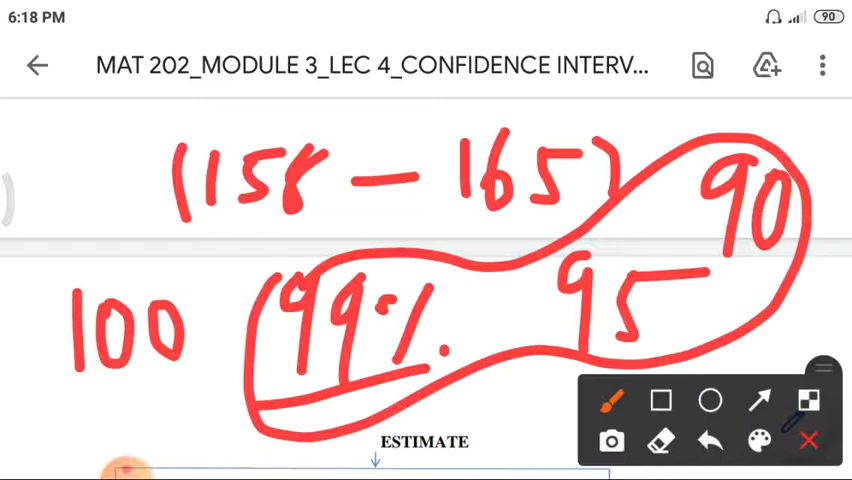 6:18 PM
90
MAT 202_MODULE 3_LEC 4_CONFIDENCE INTERV...
(158 – 165)
90
100
99%.
95
ESTIMATE